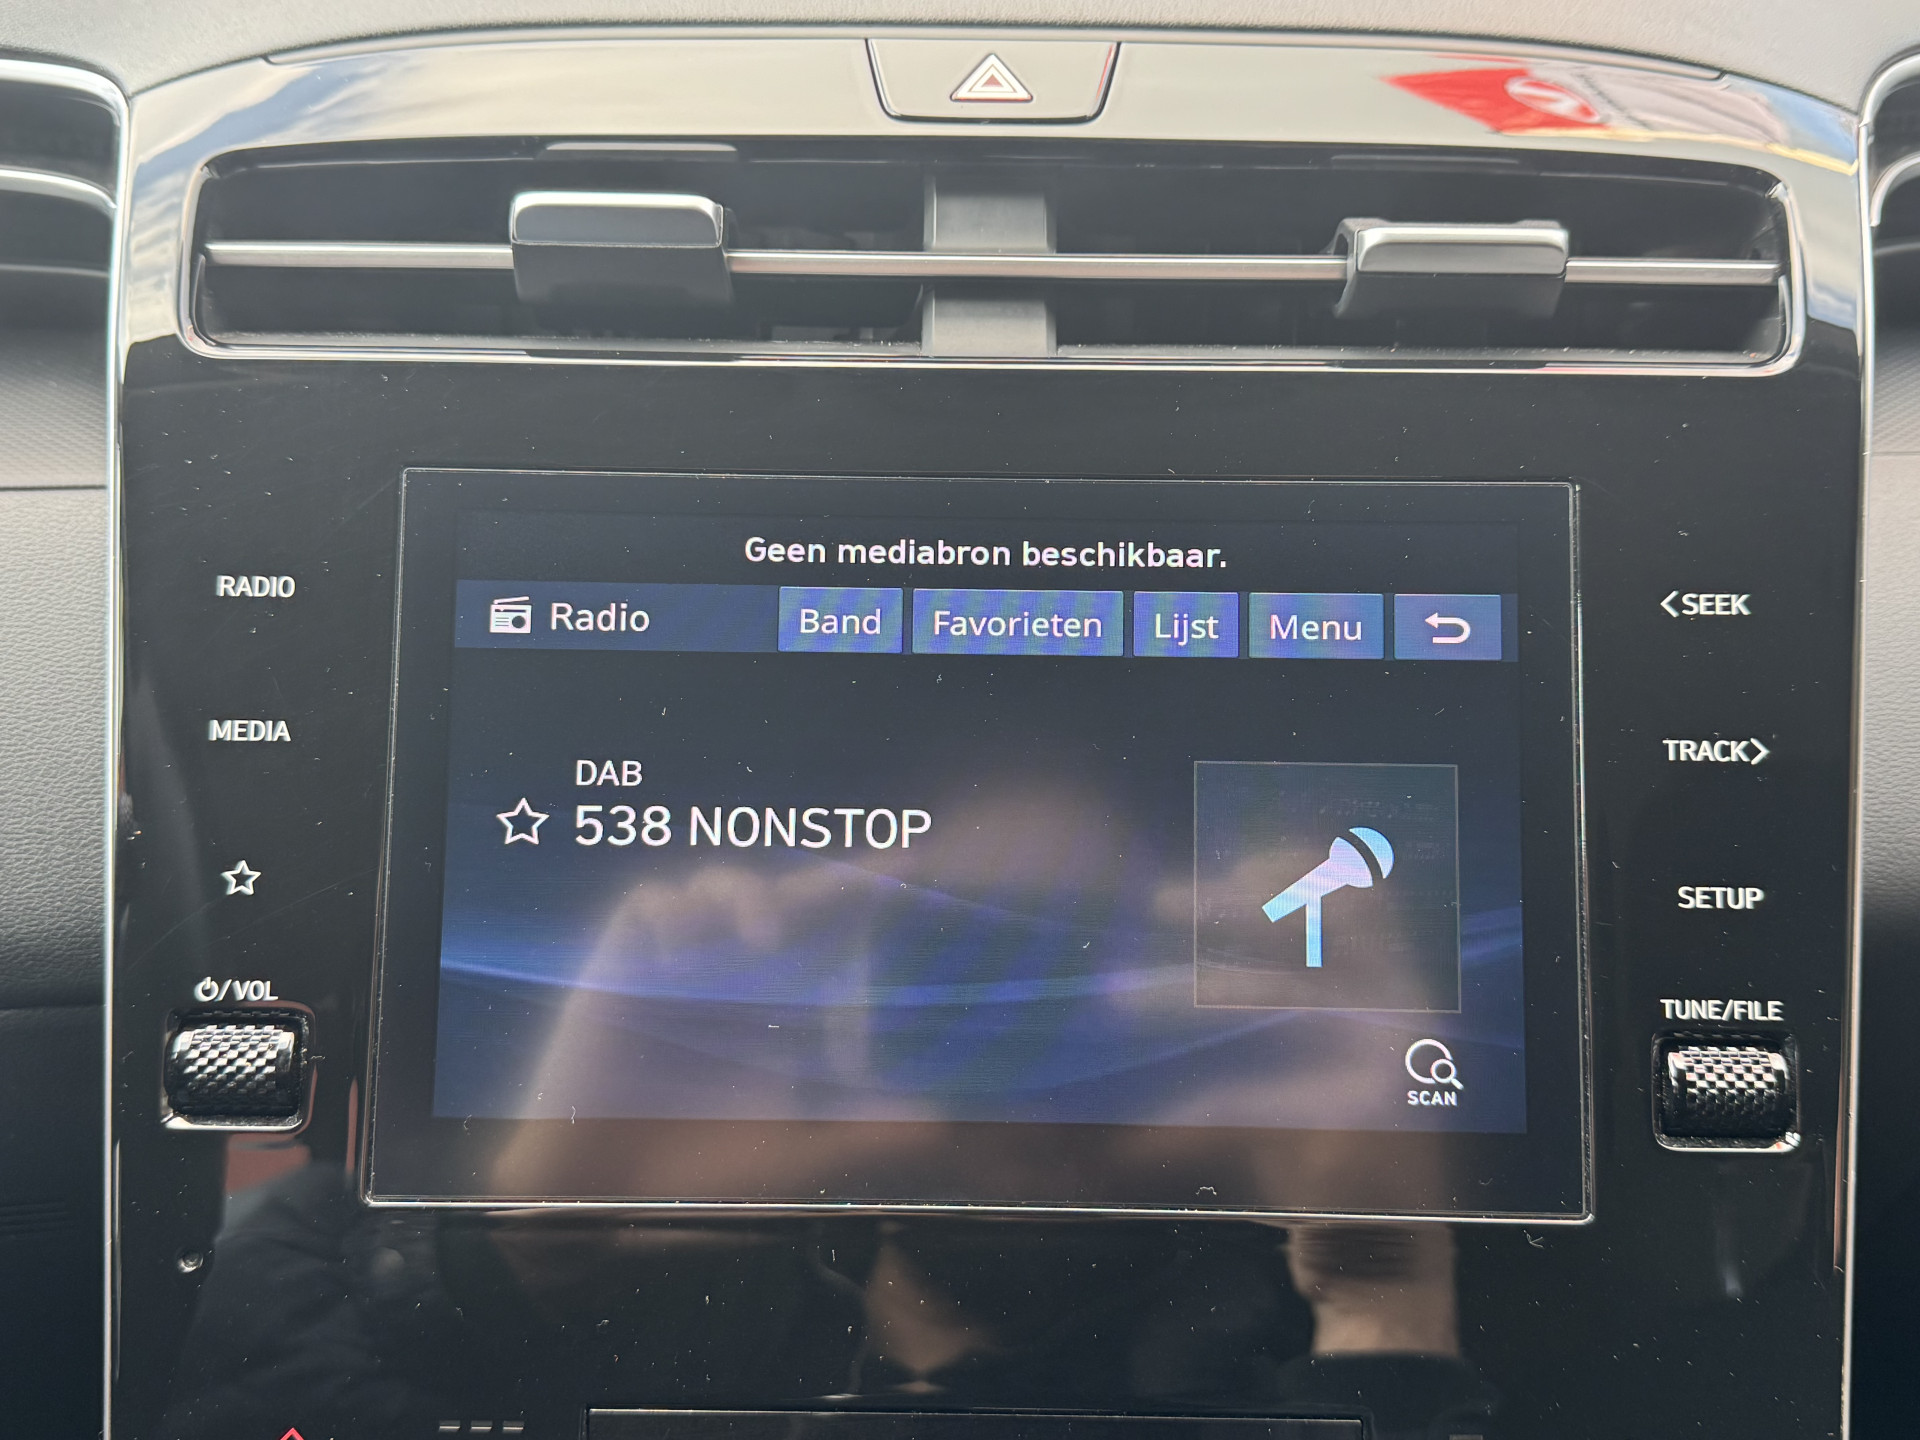 Geen mediabron beschikbaar.
Radio
Band
Favorieten
Lijst
Menu
DAB
538 NONSTOP
SCAN
RADIO
MEDIA
/VOL
<SEEK
TRACK>
SETUP
TUNE/FILE